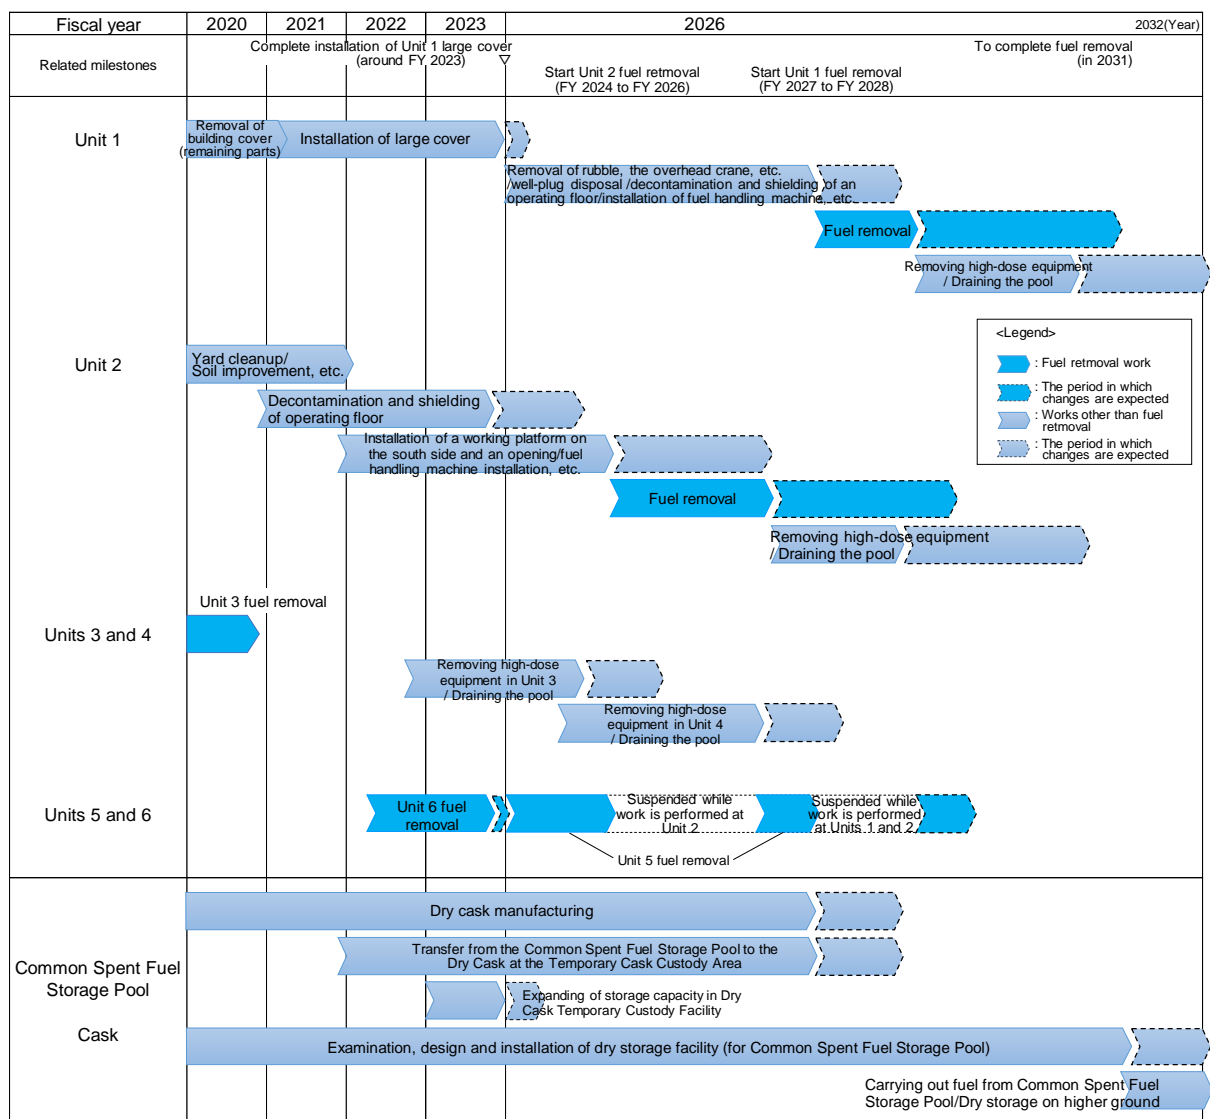 Fiscal year
2020
2021
2022
2023
2026
2032(Year)
Related milestones
Complete installation of Unit 1 large cover
(around FY 2023)
Start Unit 2 fuel retmoval
(FY 2024 to FY 2026)
Start Unit 1 fuel removal
(FY 2027 to FY 2028)
To complete fuel removal
(in 2031)
Unit 1
Removal of
building cover
(remaining parts)
Installation of large cover
Removal of rubble, the overhead crane, etc.
/well-plug disposal /decontamination and shielding of an
operating floor/installation of fuel handling machine, etc.
Fuel removal
Removing high-dose equipment
/ Draining the pool
<Legend>
: Fuel retmoval work
: The period in which
changes are expected
: Works other than fuel
retmoval
: The period in which
changes are expected
Unit 2
Yard cleanup/
Soil improvement, etc.
Decontamination and shielding
of operating floor
Installation of a working platform on
the south side and an opening/fuel
handling machine installation, etc.
Fuel removal
Removing high-dose equipment
/ Draining the pool
Unit 3 fuel removal
Units 3 and 4
Removing high-dose
equipment in Unit 3
/ Draining the pool
Removing high-dose
equipment in Unit 4
/ Draining the pool
Units 5 and 6
Unit 6 fuel
removal
Suspended while
work is performed at
Unit 2
Suspended while
work is performed
at Units 1 and 2
Unit 5 fuel removal
Common Spent Fuel
Storage Pool
Cask
Dry cask manufacturing
Transfer from the Common Spent Fuel Storage Pool to the
Dry Cask at the Temporary Cask Custody Area
Expanding of storage capacity in Dry
Cask Temporary Custody Facility
Examination, design and installation of dry storage facility (for Common Spent Fuel Storage Pool)
Carrying out fuel from Common Spent Fuel
Storage Pool/Dry storage on higher ground